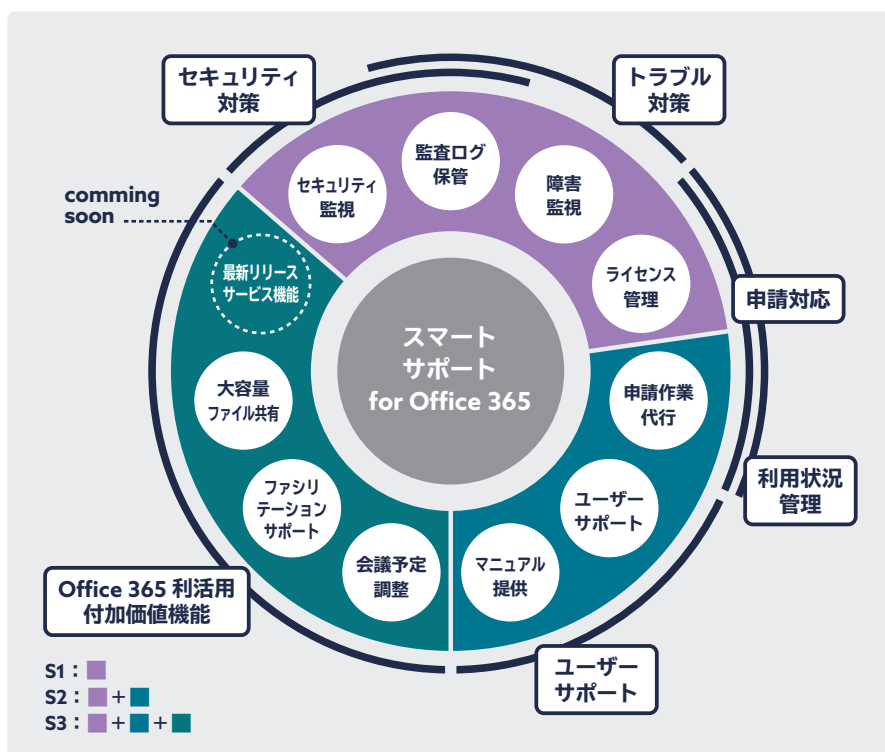 セキュリティ
対策
トラブル
対策
監査ログ
保管
セキュリティ
監視
障害
監視
comming
soon
最新リリース
サービス機能
ライセンス
管理
申請対応
スマート
サポート
for Office 365
大容量
ファイル共有
申請作業
代行
利用状況
管理
ファシリ
テーション
サポート
ユーザー
サポート
会議予定
調整
マニュアル
提供
Office 365 利活用
付加価値機能
ユーザー
サポート
S1：
S2： +
S3： + +